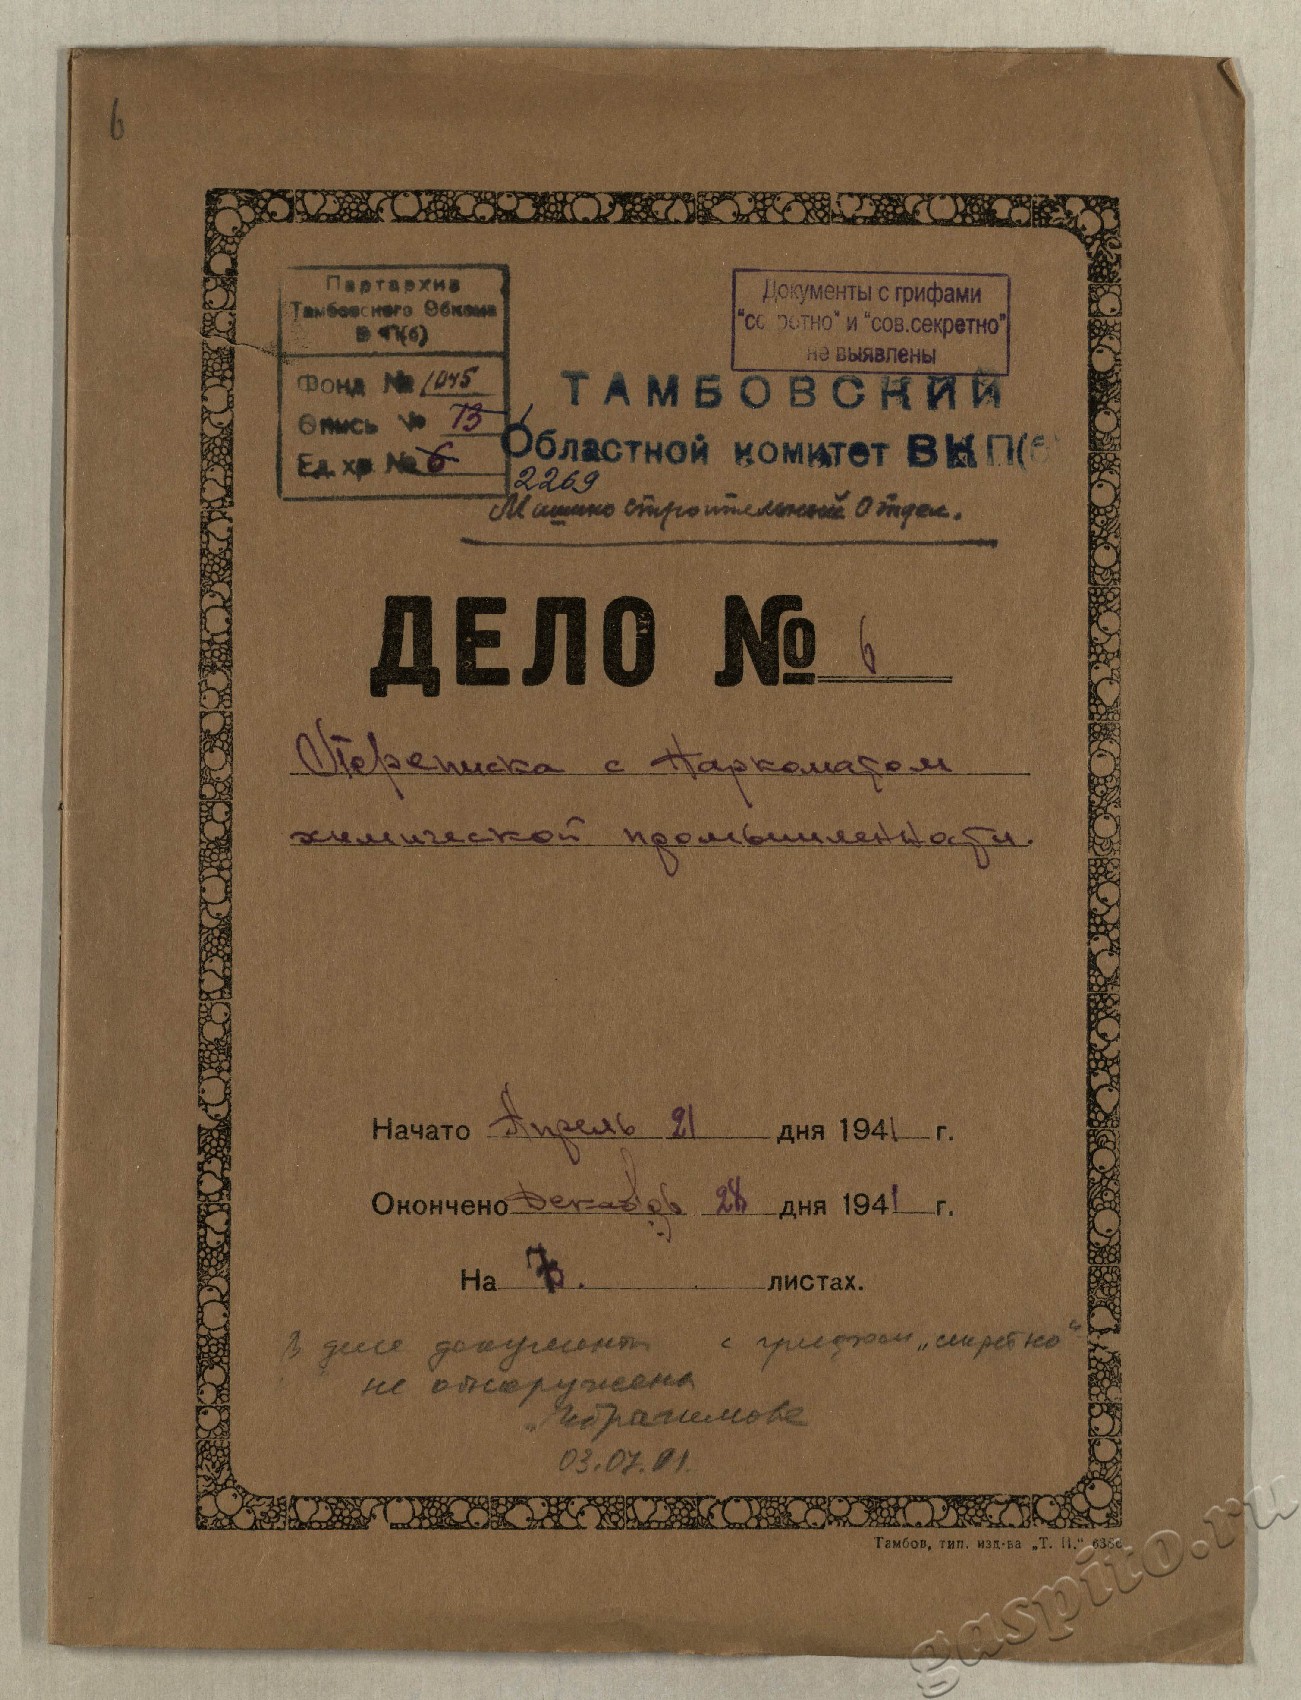 6
Партархив
Тамбовского Обкома
ВКП(б)
Фонд № 1045
Опись №
Ед. хр. № 6
2269
Документы с грифами
"секретно" и "сов.секретно"
не выявлены
ТАМБОВСКИЙ
Областной комитет ВКП(б)
Машиностроительный Отдел.
ДЕЛО № 6
Переписка с Наркоматом
химической промышленности.
Начато Апрель 21 дня 1941 г.
Окончено Декабрь 28 дня 1941 г.
На листах.
В деле документы с грифом „секретно“
не обнаружена
03.07.91.
Тамбов, тип. изд-ва „Т. П.“
gaspito.ru